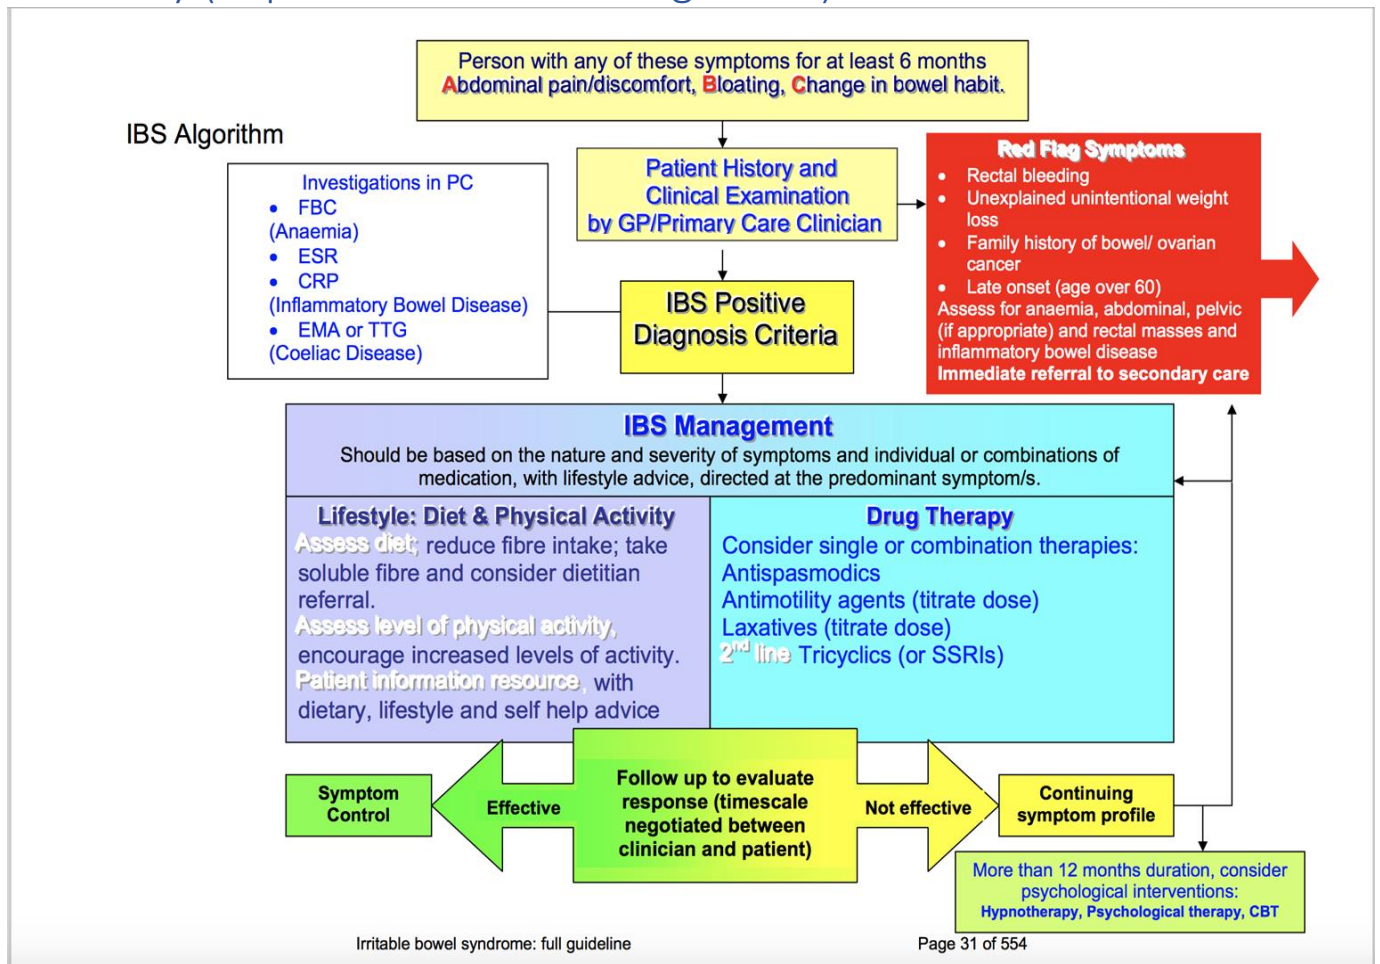 Person with any of these symptoms for at least 6 months
Abdominal pain/discomfort, Bloating, Change in bowel habit.
IBS Algorithm
Investigations in PC
• FBC
(Anaemia)
• ESR
• CRP
(Inflammatory Bowel Disease)
• EMA or TTG
(Coeliac Disease)
Patient History and
Clinical Examination
by GP/Primary Care Clinician
Red Flag Symptoms
• Rectal bleeding
• Unexplained unintentional weight
loss
• Family history of bowel/ ovarian
cancer
• Late onset (age over 60)
Assess for anaemia, abdominal, pelvic
(if appropriate) and rectal masses and
inflammatory bowel disease
Immediate referral to secondary care
IBS Positive
Diagnosis Criteria
IBS Management
Should be based on the nature and severity of symptoms and individual or combinations of
medication, with lifestyle advice, directed at the predominant symptom/s.
Lifestyle: Diet & Physical Activity
Assess diet; reduce fibre intake; take
soluble fibre and consider dietitian
referral.
Assess level of physical activity,
encourage increased levels of activity.
Patient information resource, with
dietary, lifestyle and self help advice
Drug Therapy
Consider single or combination therapies:
Antispasmodics
Antimotility agents (titrate dose)
Laxatives (titrate dose)
2nd line Tricyclics (or SSRIs)
Symptom
Control
Effective
Follow up to evaluate
response (timescale
negotiated between
clinician and patient)
Not effective
Continuing
symptom profile
More than 12 months duration, consider
psychological interventions:
Hypnotherapy, Psychological therapy, CBT
Irritable bowel syndrome: full guideline
Page 31 of 554